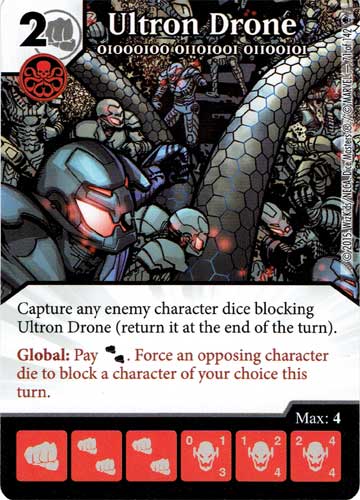 2
Ultron Drone
01000100 01101001 01100101
Capture any enemy character dice blocking
Ultron Drone (return it at the end of the turn).
Global: Pay . Force an opposing character
die to block a character of your choice this
turn.
Max: 4
0 1 3
1 2 4
2 4 4